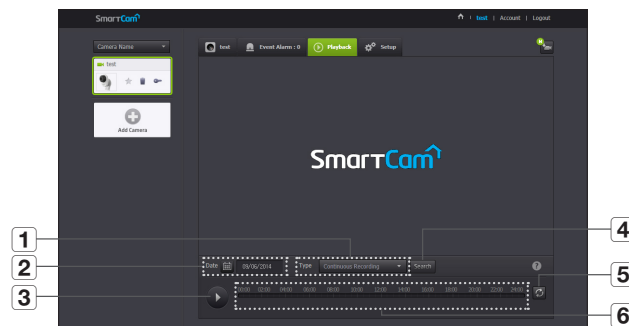 SmartCam
test | Account | Logout
Camera Name
test
Event Alarm : 0
Playback
Setup
test
Add Camera
SmartCam
1
2
3
4
5
6
Date
09/06/2014
Type
Continuous Recording
Search
?
00:00 02:00 04:00 06:00 08:00 10:00 12:00 14:00 16:00 18:00 20:00 22:00 24:00